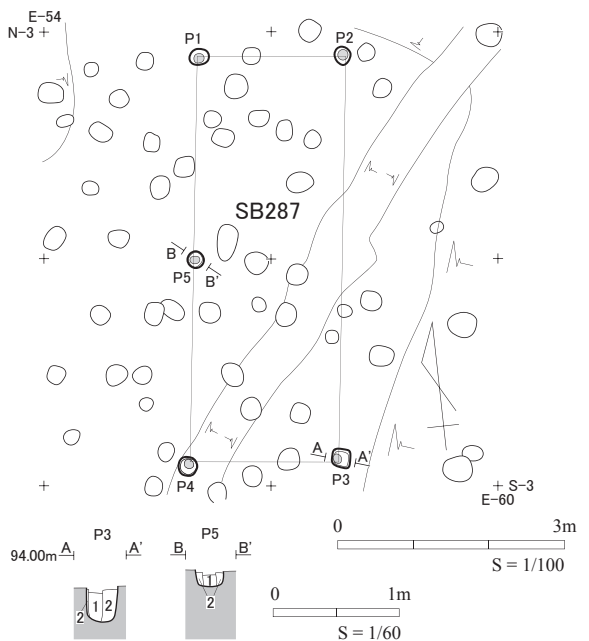 E-54
N-3
P1
P2
SB287
B
P5
B'
A
A'
P3
P4
S-3
E-60
P3
P5
94.00m A A' B B'
1 2
2
1
2
0 3m
S = 1/100
0 1m
S = 1/60